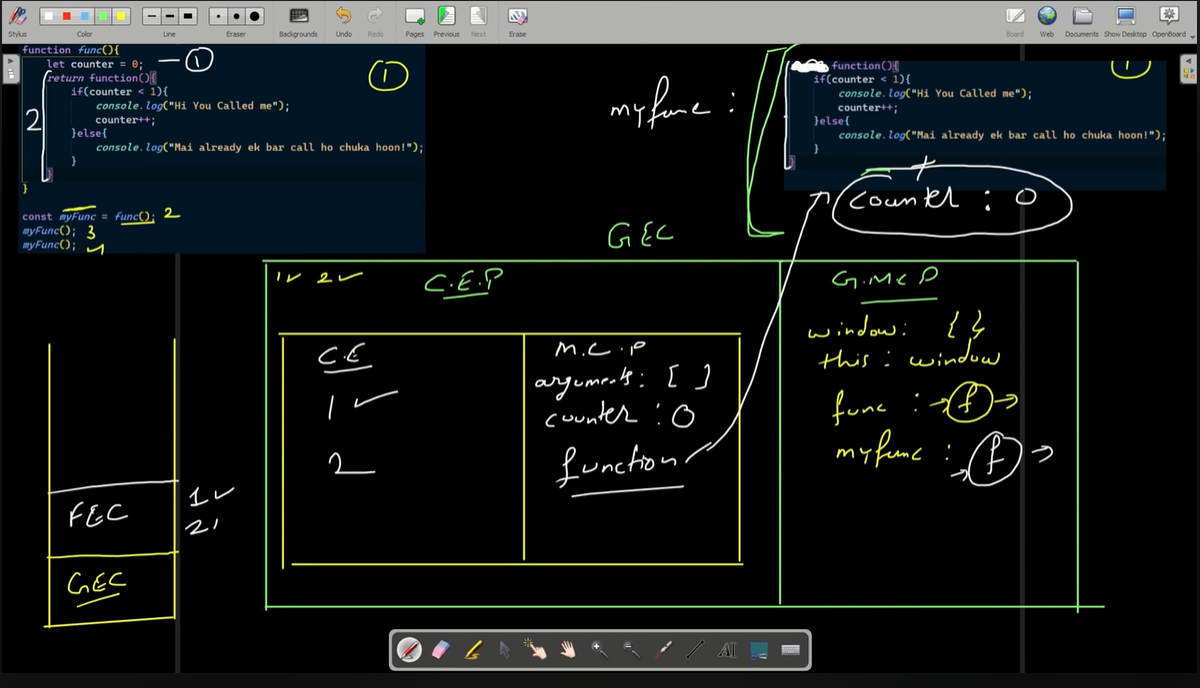 Stylus
Color
Line
Eraser
Backgrounds
Undo
Redo
Pages
Previous
Next
Erase
Board
Web
Documents
Show Desktop
OpenBoard
function func(){
let counter = 0; — 1
return function(){
if(counter < 1){
console.log("Hi You Called me");
counter++;
}else{
console.log("Mai already ek bar call ho chuka hoon!");
}
}
}
1
2
const myFunc = func(); 2
myFunc(); 3
myFunc(); 4
myfunc :
function(){
if(counter < 1){
console.log("Hi You Called me");
counter++;
}else{
console.log("Mai already ek bar call ho chuka hoon!");
}
}
1
+
counter : 0
GEC
1✓ 2✓
C.E.P
G.M.C.P
C.E
1 ✓
2
M.C.P
arguments: [ ]
counter : 0
function
window: { }
this : window
func : f
myfunc : f
FEC
1✓
2
GEC
AI